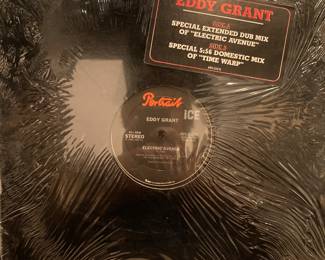 EDDY GRANT
SIDE A
SPECIAL EXTENDED DUB MIX
OF "ELECTRIC AVENUE"
SIDE B
SPECIAL 5:56 DOMESTIC MIX
OF "TIME WARP"
Portrait
ICE
EDDY GRANT
STEREO
ELECTRIC AVENUE